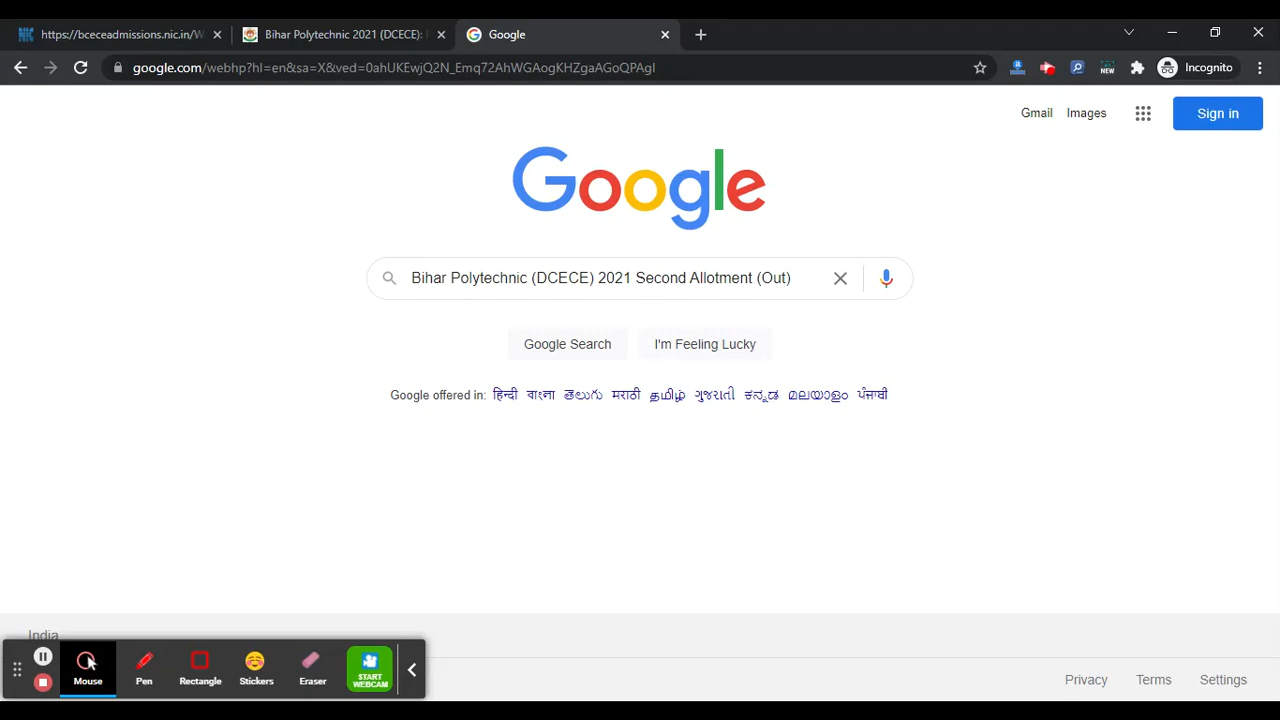 https://bceceadmissions.nic.in/W
Bihar Polytechnic 2021 (DCECE):
Google
google.com/webhp?hl=en&sa=X&ved=0ahUKEwjQ2N_Emq72AhWGAogKHZgaAGoQPAgI
NEW
Incognito
Gmail Images Sign in
Google
Bihar Polytechnic (DCECE) 2021 Second Allotment (Out)
Google Search I'm Feeling Lucky
Google offered in: हिन्दी বাংলা తెలుగు मराठी தமிழ் ગુજરાતી ಕನ್ನಡ മലയാളം ਪੰਜਾਬੀ
India
Mouse Pen Rectangle Stickers Eraser START
WEBCAM
Privacy Terms Settings